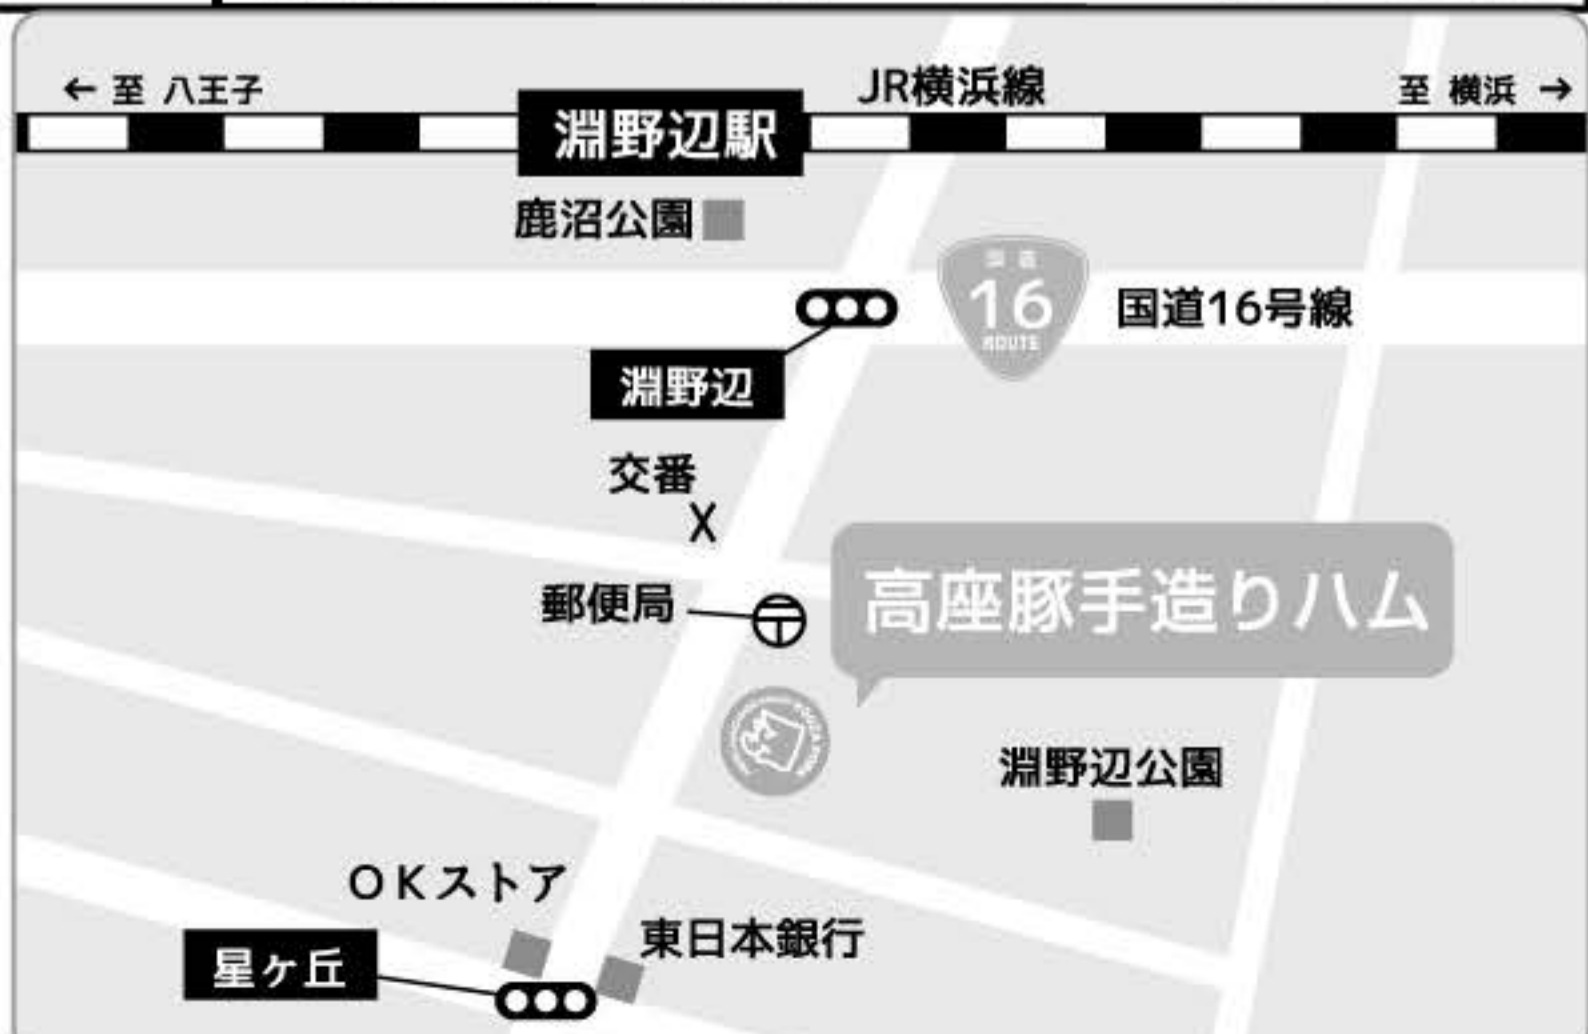 ← 至 八王子
JR横浜線
至 横浜 →
淵野辺駅
鹿沼公園
国道
16
ROUTE
国道16号線
淵野辺
交番
X
郵便局
高座豚手造りハム
淵野辺公園
OKストア
東日本銀行
星ヶ丘